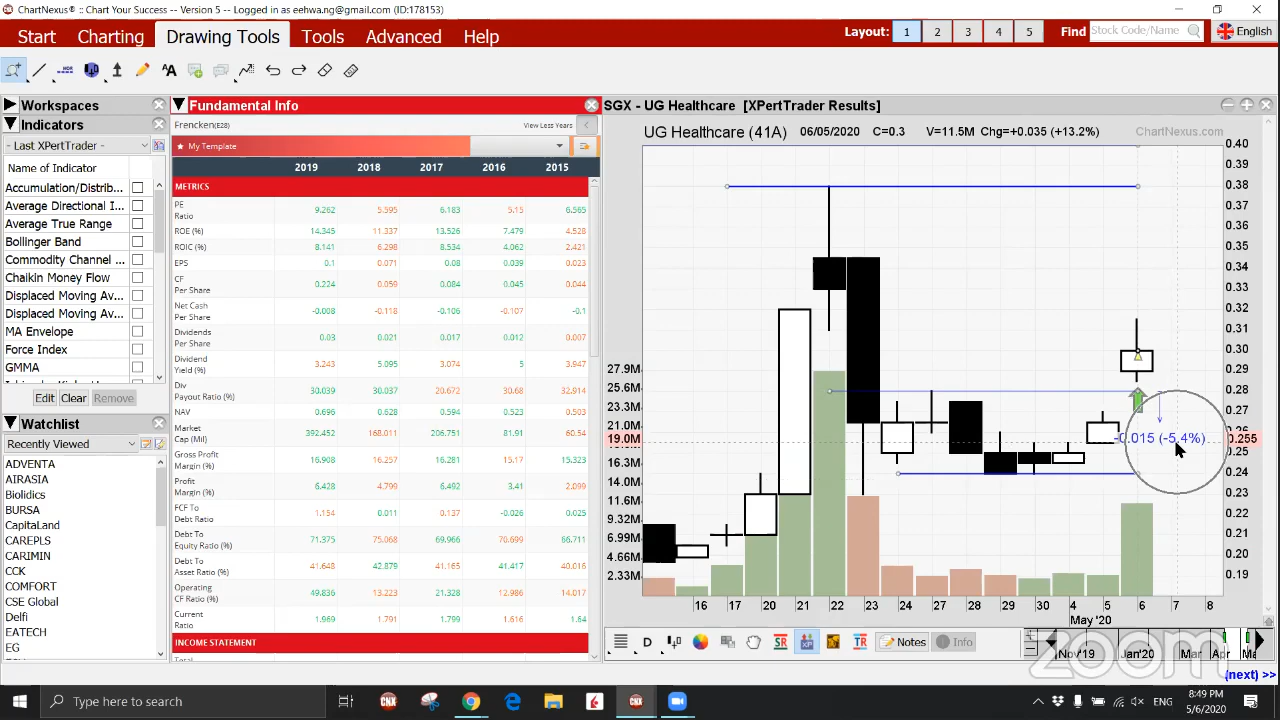 ChartNexus® :: Chart Your Success -- Version 5 -- Logged in as eehwa.ng@gmail.com (ID:178153)
Start Charting Drawing Tools Tools Advanced Help Layout: 1 2 3 4 5 Find Stock Code/Name English
Workspaces
Indicators
- Last XPertTrader -
Name of Indicator
Accumulation/Distrib...
Average Directional I...
Average True Range
Bollinger Band
Commodity Channel ...
Chaikin Money Flow
Displaced Moving Av...
Displaced Moving Av...
MA Envelope
Force Index
GMMA
Edit Clear Remove
Watchlist
Recently Viewed
ADVENTA
AIRASIA
Biolidics
BURSA
CapitaLand
CAREPLS
CARIMIN
CCK
COMFORT
CSE Global
Delfi
EATECH
EG
Fundamental Info
Frencken(E28) View Less Years <
My Template
2019 2018 2017 2016 2015
METRICS
PE Ratio 9.262 5.595 6.183 5.15 6.565
ROE (%) 14.345 11.337 13.526 7.479 4.528
ROIC (%) 8.141 6.298 8.534 4.062 2.421
EPS 0.1 0.071 0.08 0.039 0.023
CF Per Share 0.224 0.059 0.084 0.045 0.044
Net Cash Per Share -0.008 -0.118 -0.106 -0.107 -0.1
Dividends Per Share 0.03 0.021 0.017 0.012 0.007
Dividend Yield (%) 3.243 5.095 3.074 5 3.947
Div Payout Ratio (%) 30.039 30.037 20.672 30.68 32.914
NAV 0.696 0.628 0.594 0.523 0.503
Market Cap (Mil) 392.452 168.011 206.751 81.91 60.54
Gross Profit Margin (%) 16.908 16.257 16.281 15.17 15.323
Profit Margin (%) 6.428 4.799 6.492 3.41 2.099
FCF To Debt Ratio 1.154 0.011 0.137 -0.026 0.025
Debt To Equity Ratio (%) 71.375 75.068 69.966 70.699 66.711
Debt To Asset Ratio (%) 41.648 42.879 41.165 41.417 40.016
Operating CF Ratio (%) 49.836 13.223 21.328 12.986 14.017
Current Ratio 1.969 1.791 1.799 1.616 1.64
INCOME STATEMENT
SGX - UG Healthcare [XPertTrader Results]
UG Healthcare (41A) 06/05/2020 C=0.3 V=11.5M Chg=+0.035 (+13.2%) ChartNexus.com
0.40
0.39
0.38
0.37
0.36
0.35
0.34
0.33
0.32
0.31
0.30
0.29
0.28
0.27
0.255
0.25
0.24
0.23
0.22
0.21
0.20
0.19
27.9M
25.6M
23.3M
21.0M
19.0M
16.3M
14.0M
11.6M
9.32M
6.99M
4.66M
2.33M
-0.015 (-5.4%)
16 17 20 21 22 23 24 27 28 29 30 4 5 6 7 8
May '20
D SR XP TR Notes Info
Nov'19 Jan'20 Mar Apr
zoom
(next) >>
Type here to search
CNX CNX
ENG
8:49 PM
5/6/2020